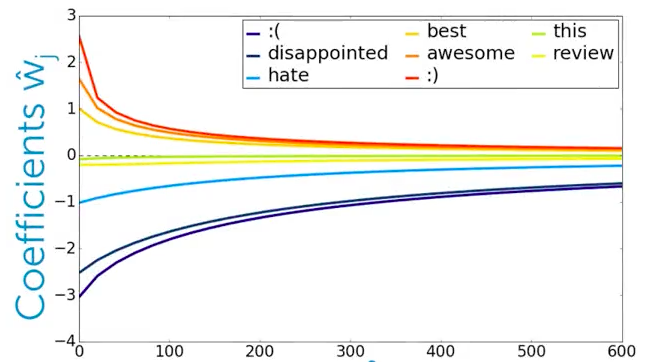 3
2
1
0
−1
−2
−3
−4
Coefficients ŵj
:( best this
disappointed awesome review
hate :)
0 100 200 300 400 500 600